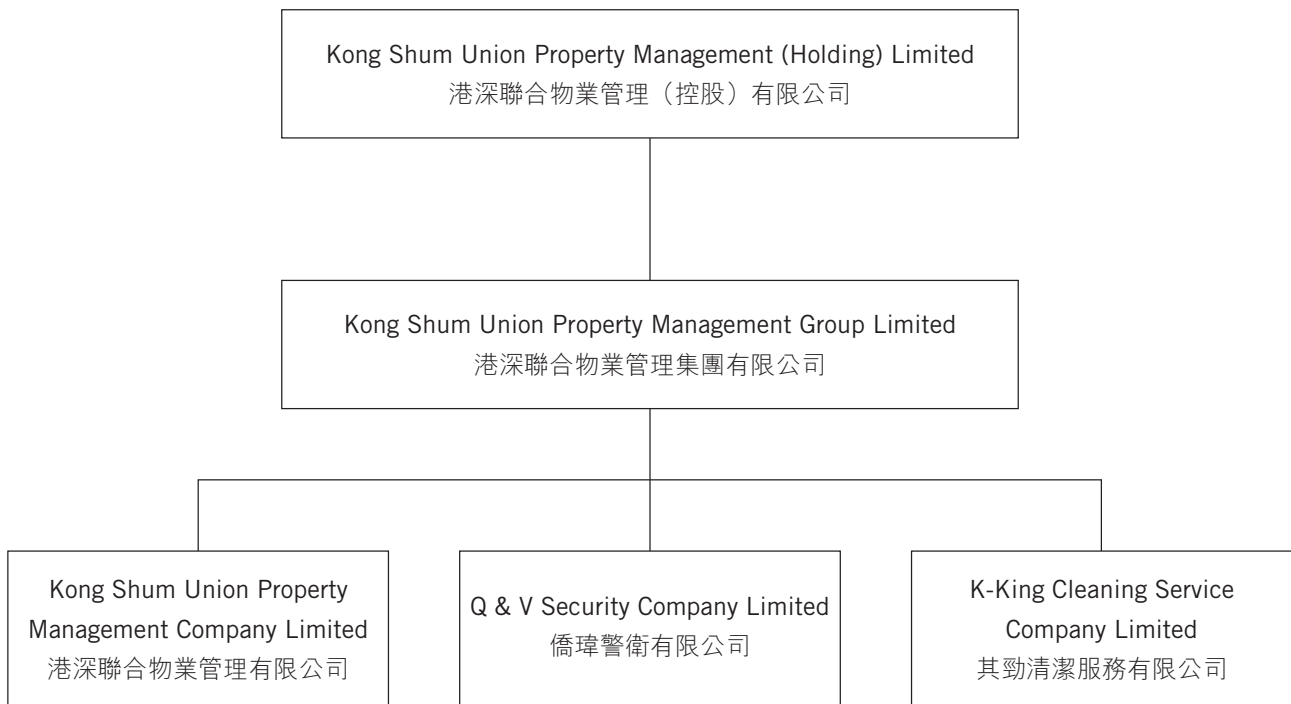 Kong Shum Union Property Management (Holding) Limited
港深聯合物業管理（控股）有限公司
Kong Shum Union Property Management Group Limited
港深聯合物業管理集團有限公司
Kong Shum Union Property
Management Company Limited
港深聯合物業管理有限公司
Q & V Security Company Limited
僑瑋警衛有限公司
K-King Cleaning Service
Company Limited
其勁清潔服務有限公司